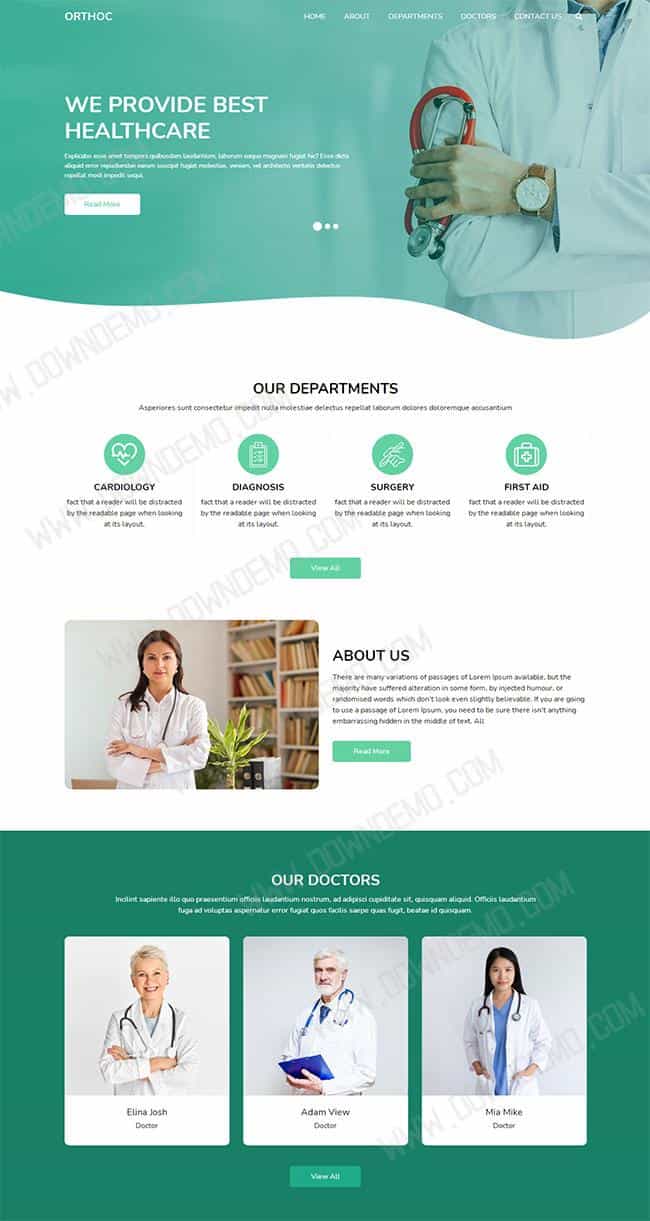 ORTHOC
HOME ABOUT DEPARTMENTS DOCTORS CONTACT US
WE PROVIDE BEST
HEALTHCARE
Explicabo esse amet tempora quibusdam laudantium, laborum eaque magnam fugiat hic? Esse dicta
aliquid error repudiandae earum suscipit fugiat molestias, veniam, vel architecto veritatis delectus
repellat modi impedit sequi.
Read More
OUR DEPARTMENTS
Asperiores sunt consectetur impedit nulla molestiae delectus repellat laborum dolores doloremque accusantium
CARDIOLOGY
fact that a reader will be distracted
by the readable page when looking
at its layout.
DIAGNOSIS
fact that a reader will be distracted
by the readable page when looking
at its layout.
SURGERY
fact that a reader will be distracted
by the readable page when looking
at its layout.
FIRST AID
fact that a reader will be distracted
by the readable page when looking
at its layout.
View All
ABOUT US
There are many variations of passages of Lorem Ipsum available, but the
majority have suffered alteration in some form, by injected humour, or
randomised words which don't look even slightly believable. If you are going
to use a passage of Lorem Ipsum, you need to be sure there isn't anything
embarrassing hidden in the middle of text. All
Read More
OUR DOCTORS
Incilint sapiente illo quo praesentium officiis laudantium nostrum, ad adipisci cupiditate sit, quisquam aliquid. Officiis laudantium
fuga ad voluptas aspernatur error fugiat quos facilis saepe quas fugit, beatae id quisquam.
Elina Josh
Doctor
Adam View
Doctor
Mia Mike
Doctor
View All
WWW.DOWNDEMO.COM